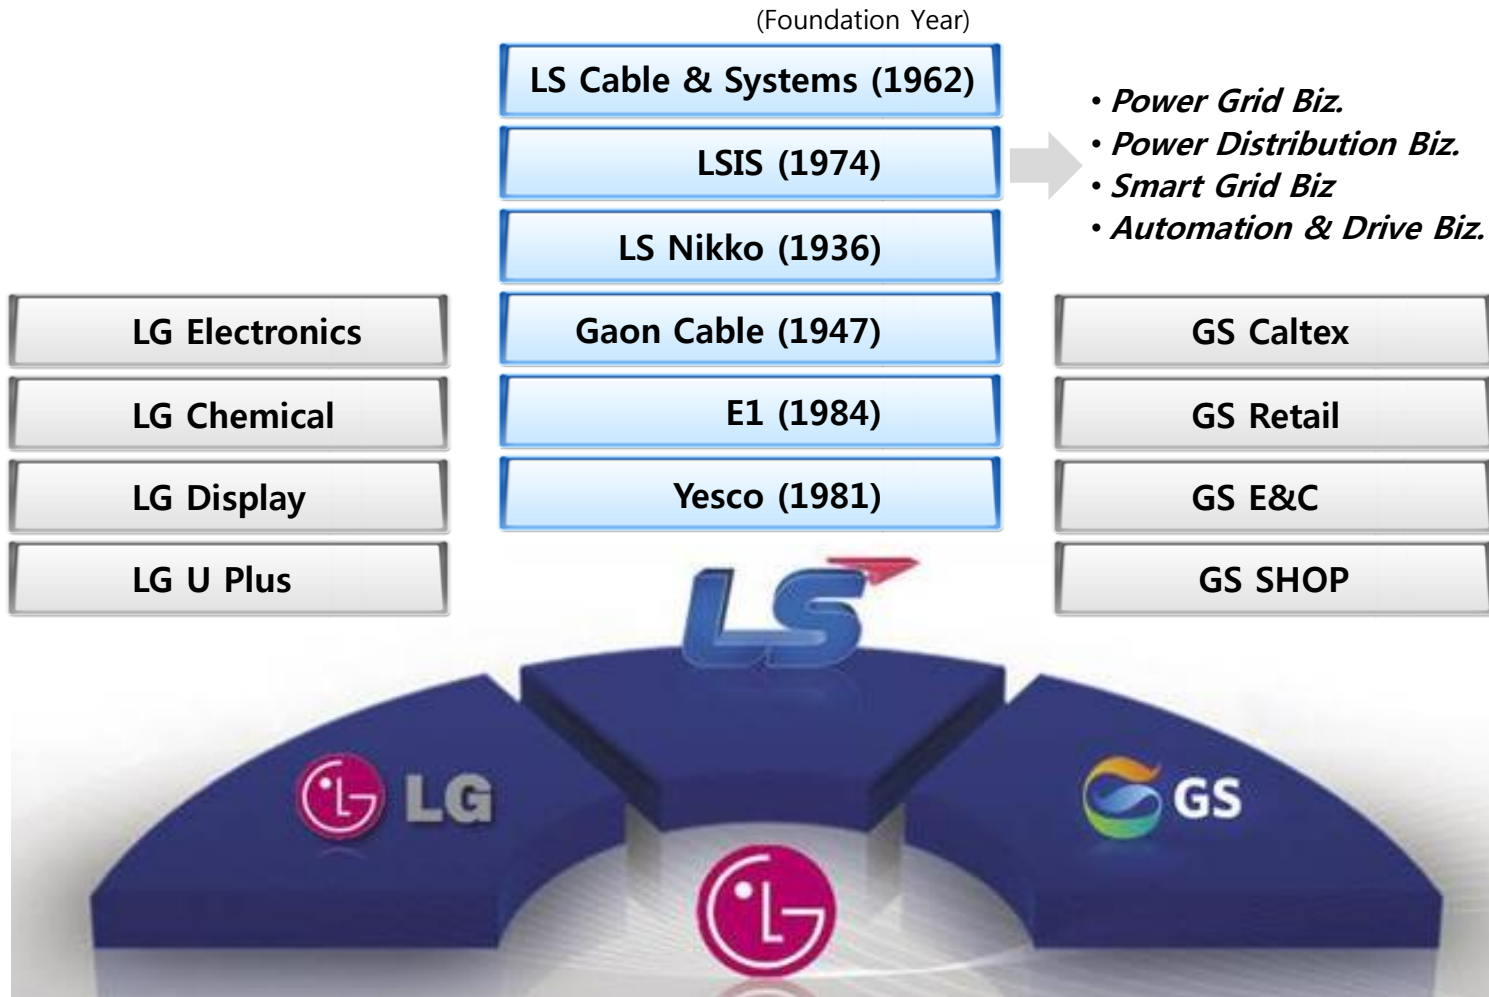 (Foundation Year)
LS Cable & Systems (1962)
LSIS (1974)
LS Nikko (1936)
Gaon Cable (1947)
E1 (1984)
Yesco (1981)
• Power Grid Biz.
• Power Distribution Biz.
• Smart Grid Biz
• Automation & Drive Biz.
LG Electronics
LG Chemical
LG Display
LG U Plus
GS Caltex
GS Retail
GS E&C
GS SHOP
LS
LG
GS